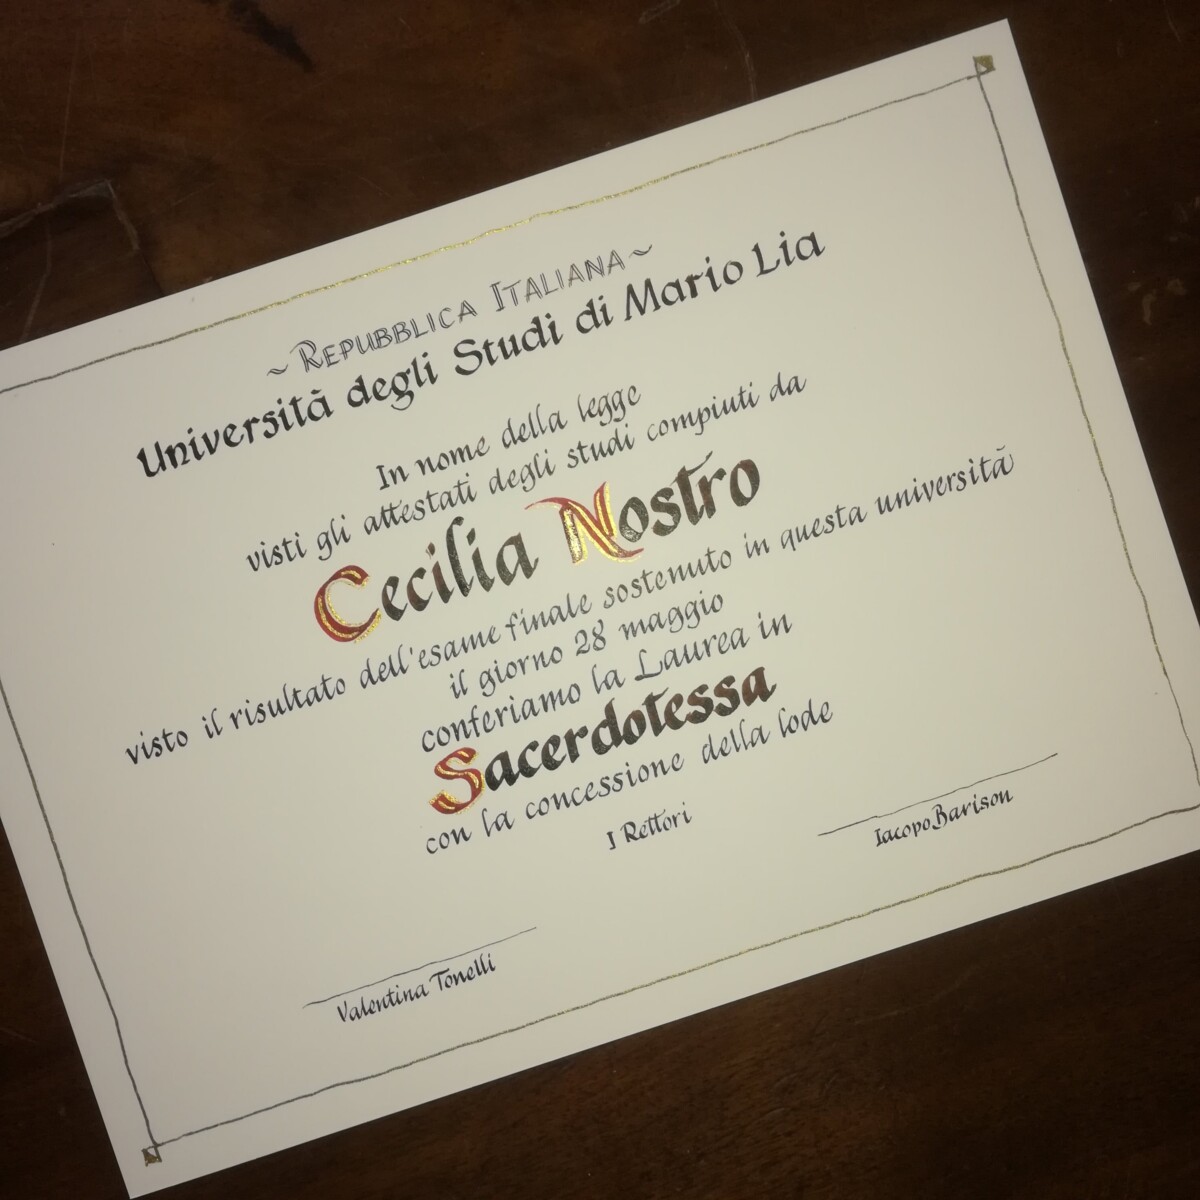 ~ REPUBBLICA ITALIANA ~
Università degli Studi di Mario Lia
In nome della legge
visti gli attestati degli studi compiuti da
Cecilia Nostro
visto il risultato dell'esame finale sostenuto in questa università
il giorno 28 maggio
conferiamo la Laurea in
Sacerdotessa
con la concessione della lode
I Rettori
Valentina Tonelli
Iacopo Barison